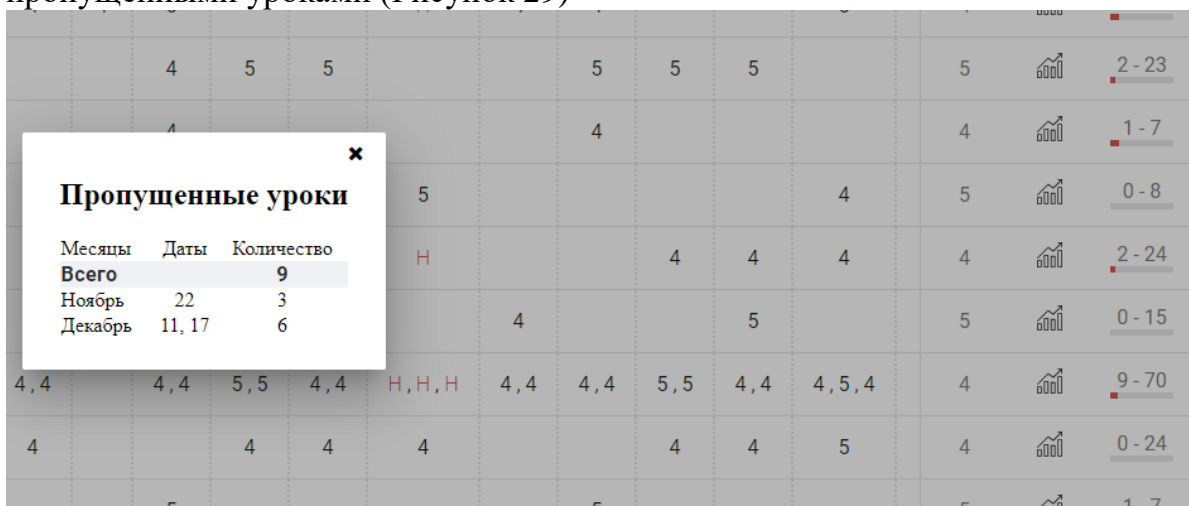 пропущенными уроками (Рисунок 29)
4 5 5 5 5 5 5 2 - 23
4 4 4 1 - 7
✖
Пропущенные уроки 5 4 5 0 - 8
Месяцы Даты Количество Н 4 4 4 4 2 - 24
Всего 9
Ноябрь 22 3
Декабрь 11, 17 6 4 5 5 0 - 15
4,4 4,4 5,5 4,4 Н,Н,Н 4,4 4,4 5,5 4,4 4,5,4 4 9 - 70
4 4 4 4 4 4 5 4 0 - 24